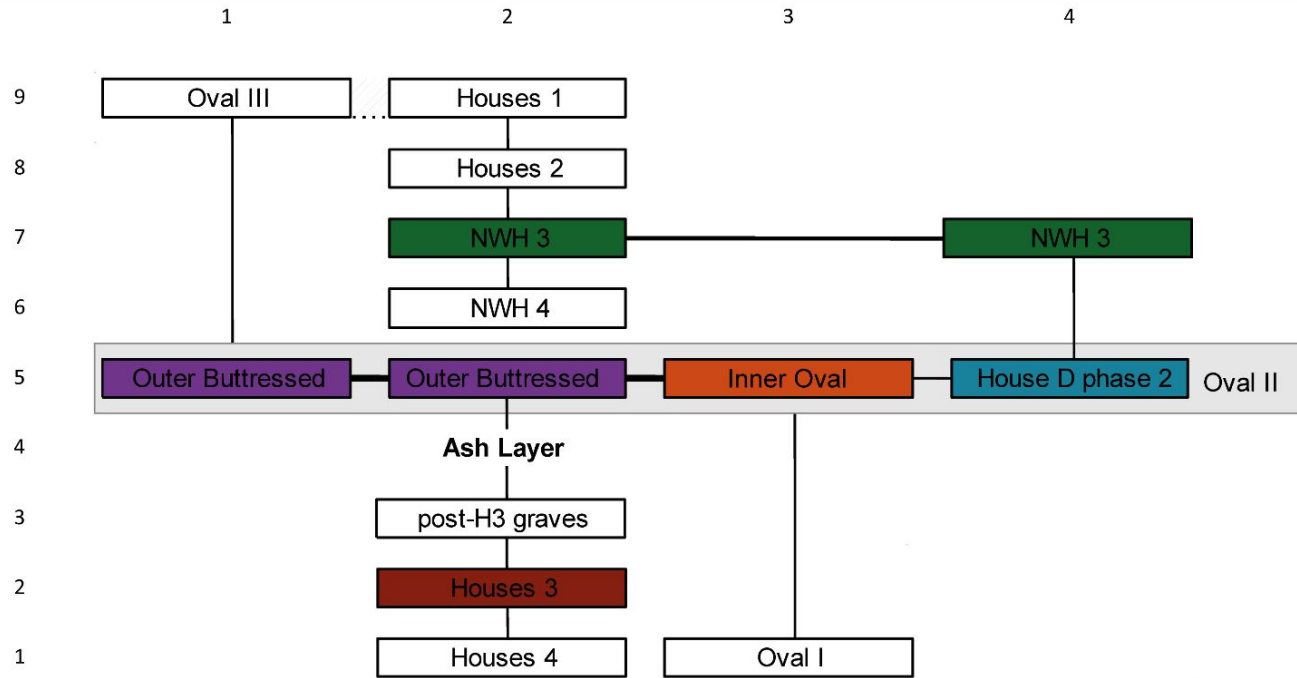 1 2 3 4
9 Oval III Houses 1
8 Houses 2
7 NWH 3 NWH 3
6 NWH 4
5 Outer Buttressed Outer Buttressed Inner Oval House D phase 2 Oval II
4 Ash Layer
3 post-H3 graves
2 Houses 3
1 Houses 4 Oval I